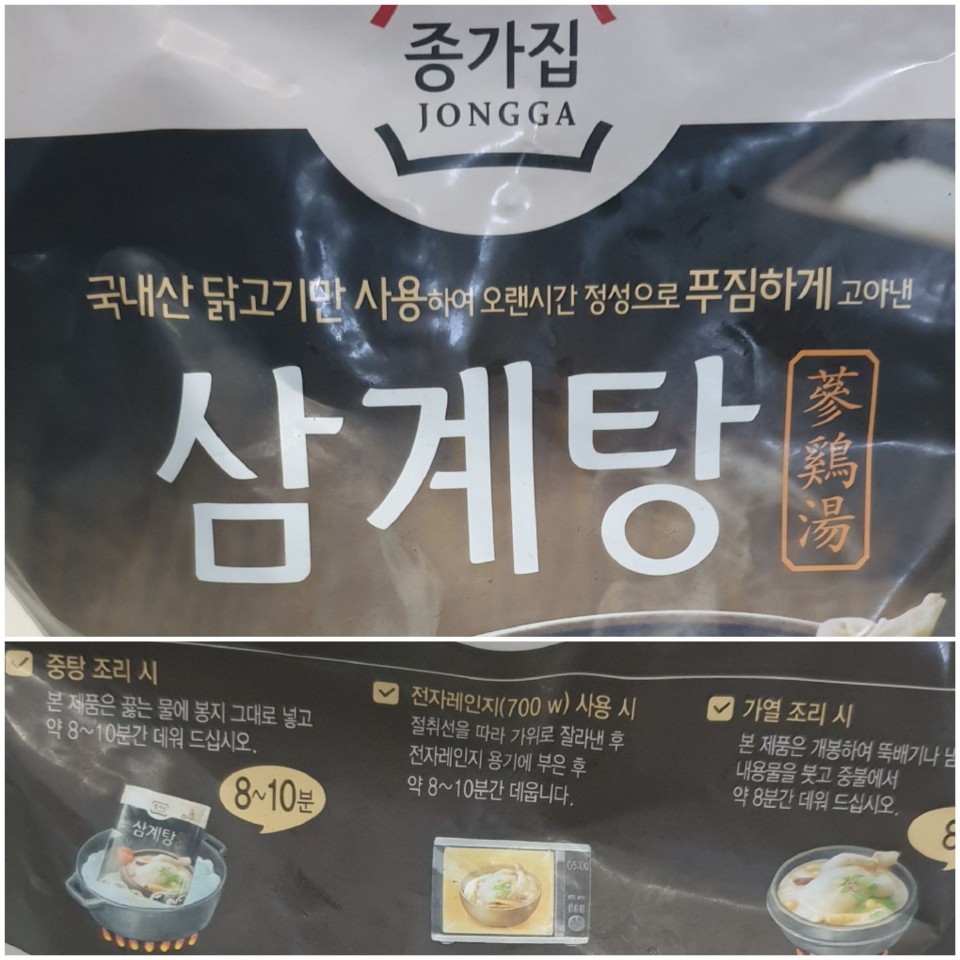 종가집
JONGGA
국내산 닭고기만 사용하여 오랜시간 정성으로 푸짐하게 고아낸
삼계탕
蔘鷄湯
중탕 조리 시
본 제품은 끓는 물에 봉지 그대로 넣고
약 8~10분간 데워 드십시오.
8~10분
삼계탕
전자레인지(700 w) 사용 시
절취선을 따라 가위로 잘라낸 후
전자레인지 용기에 부은 후
약 8~10분간 데웁니다.
가열 조리 시
본 제품은 개봉하여 뚝배기나
내용물을 붓고 중불에서
약 8분간 데워 드십시오.